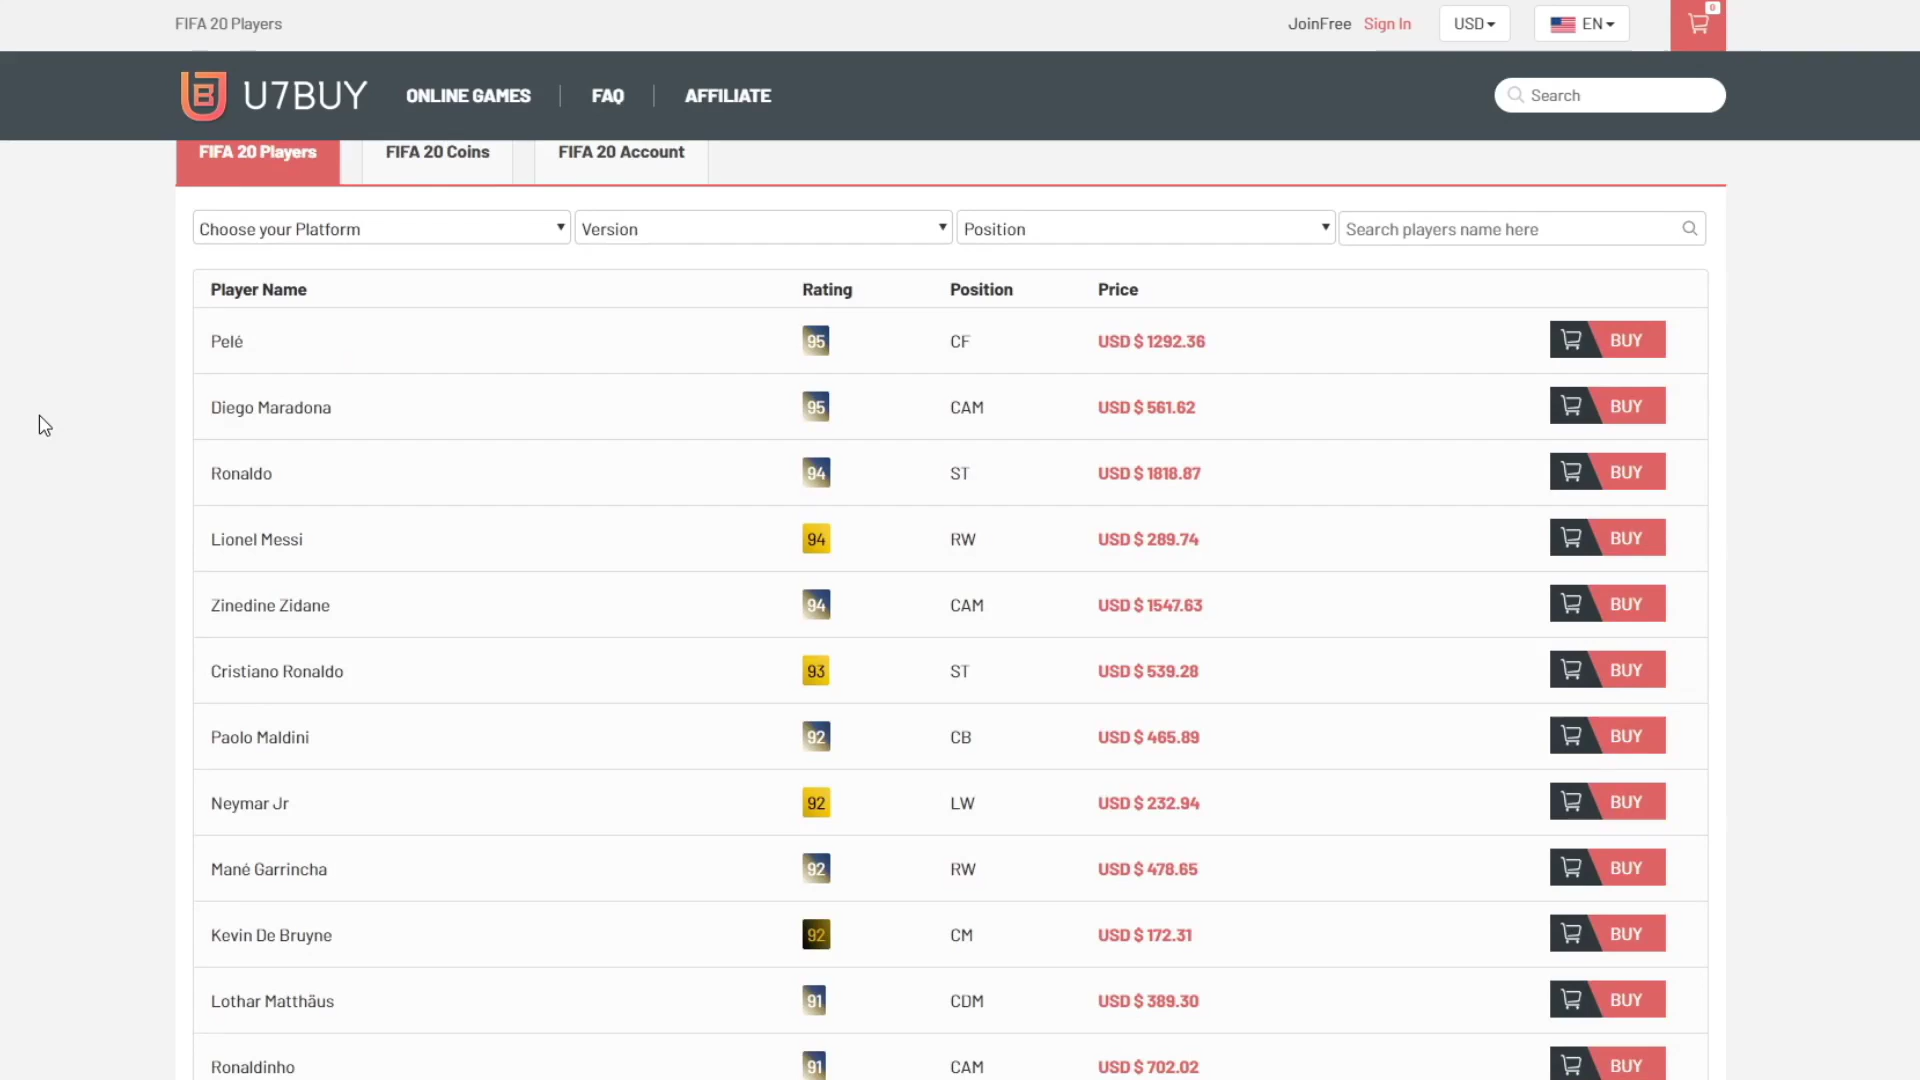 FIFA 20 Players
JoinFree Sign In USD EN 0
U7BUY ONLINE GAMES FAQ AFFILIATE Search
FIFA 20 Players FIFA 20 Coins FIFA 20 Account
Choose your Platform Version Position Search players name here
Player Name Rating Position Price
Pelé 95 CF USD $ 1292.36 BUY
Diego Maradona 95 CAM USD $ 561.62 BUY
Ronaldo 94 ST USD $ 1818.87 BUY
Lionel Messi 94 RW USD $ 289.74 BUY
Zinedine Zidane 94 CAM USD $ 1547.63 BUY
Cristiano Ronaldo 93 ST USD $ 539.28 BUY
Paolo Maldini 92 CB USD $ 465.89 BUY
Neymar Jr 92 LW USD $ 232.94 BUY
Mané Garrincha 92 RW USD $ 478.65 BUY
Kevin De Bruyne 92 CM USD $ 172.31 BUY
Lothar Matthäus 91 CDM USD $ 389.30 BUY
Ronaldinho 91 CAM USD $ 702.02 BUY